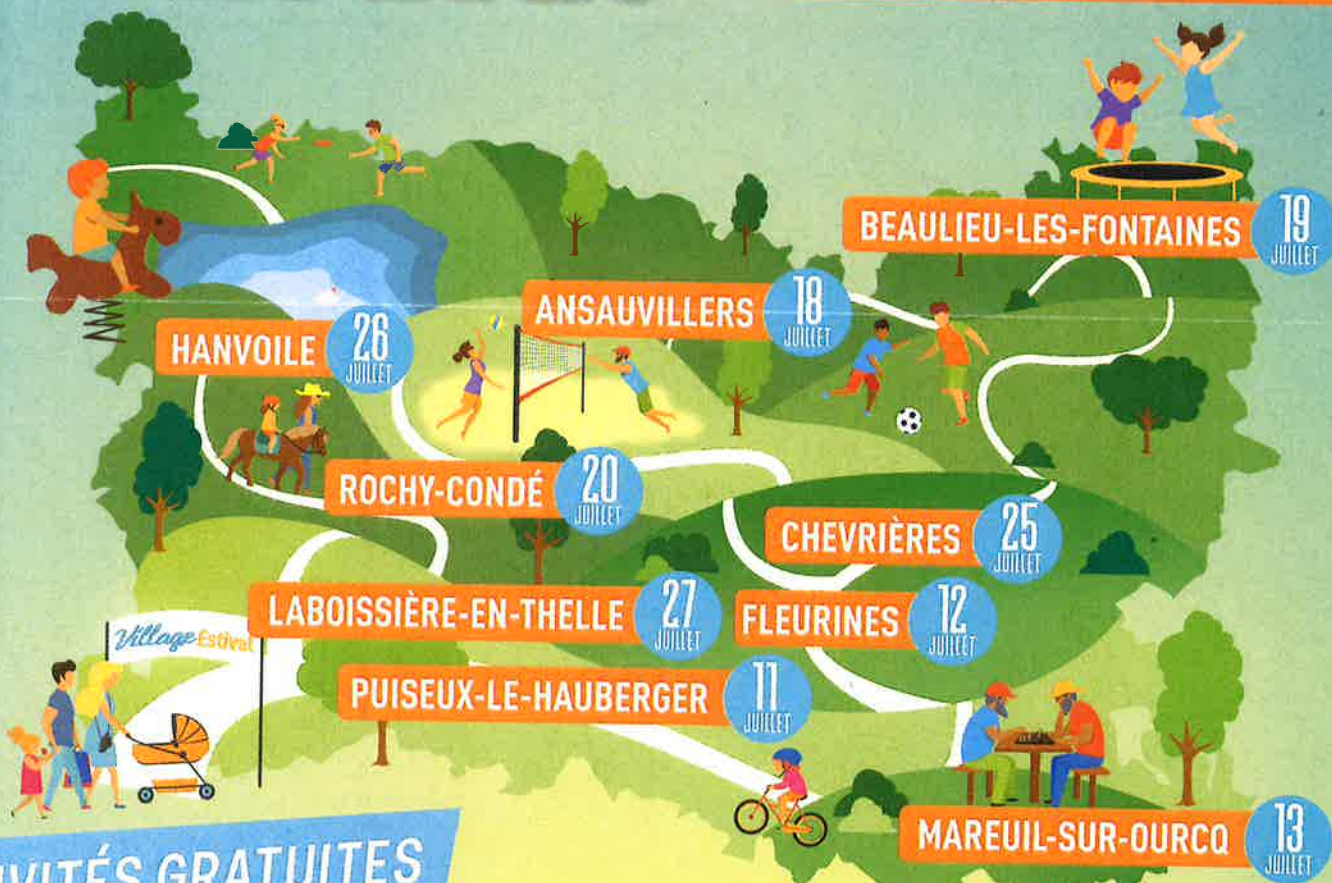 BEAULIEU-LES-FONTAINES
19
JUILLET
ANSAUVILLERS
18
JUILLET
HANVOILE
26
JUILLET
ROCHY-CONDÉ
20
JUILLET
CHEVRIÈRES
25
JUILLET
LABOISSIÈRE-EN-THELLE
27
JUILLET
FLEURINES
12
JUILLET
Village Estival
PUISEUX-LE-HAUBERGER
11
JUILLET
MAREUIL-SUR-OURCQ
13
JUILLET
GRATUITES